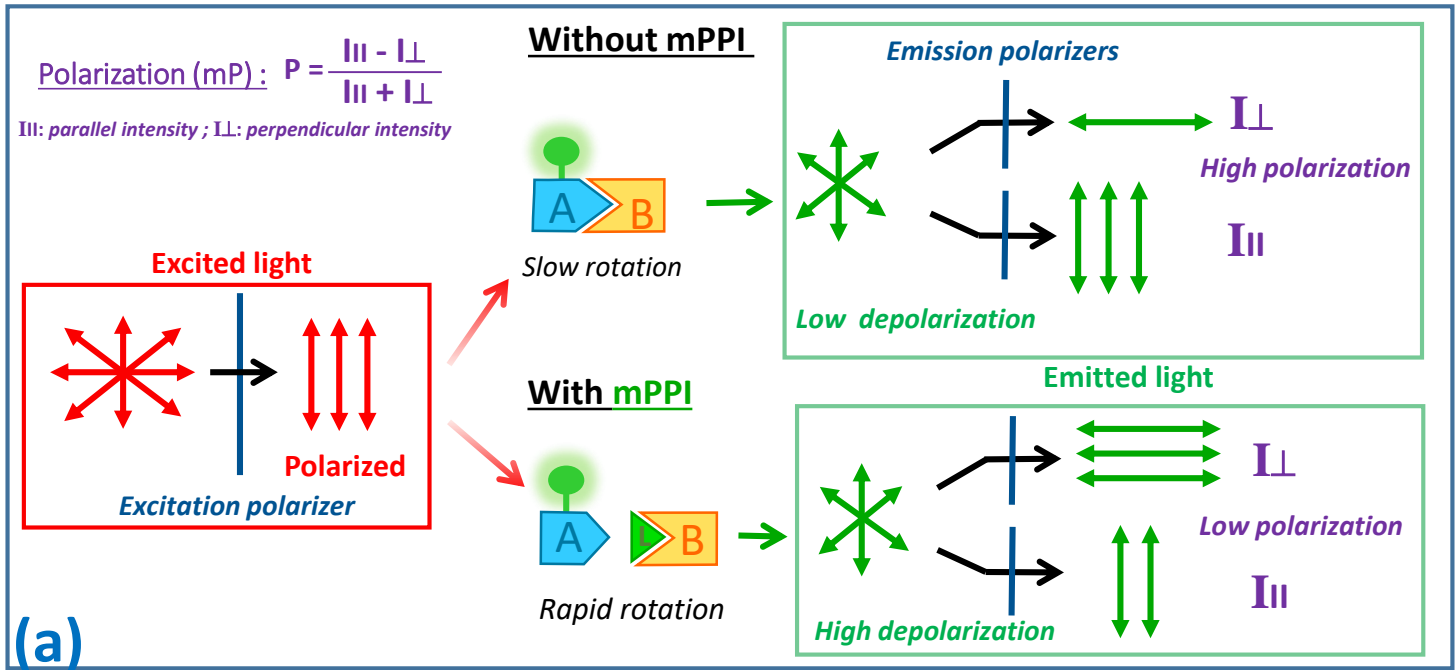 Polarization (mP) : P = I॥ - I⊥ / I॥ + I⊥
I॥: parallel intensity ; I⊥: perpendicular intensity
Without mPPI
Emission polarizers
A B
Slow rotation
I⊥
High polarization
I॥
Low depolarization
Excited light
Polarized
Excitation polarizer
With mPPI
Emitted light
A L B
Rapid rotation
I⊥
Low polarization
I॥
High depolarization
(a)